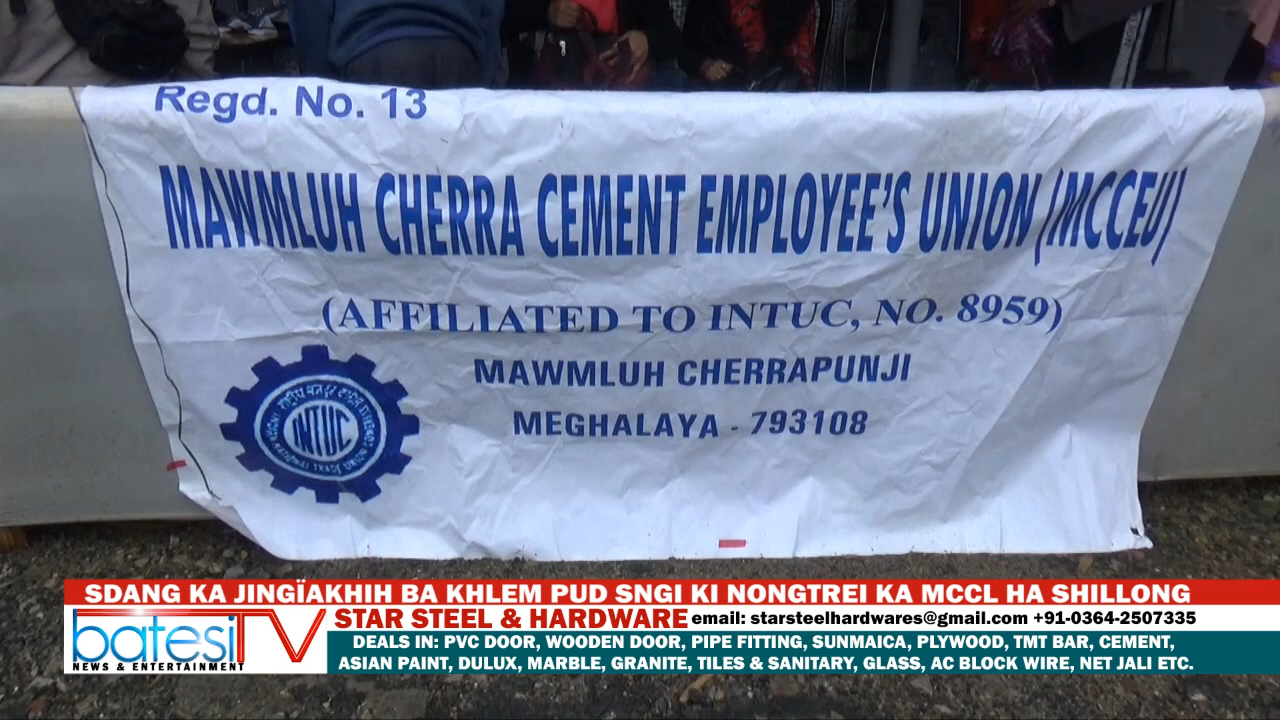 Regd. No. 13
MAWMLUH CHERRA CEMENT EMPLOYEE'S UNION (MCCEU)
(AFFILIATED TO INTUC, NO. 8959)
MAWMLUH CHERRAPUNJI
MEGHALAYA - 793108
INTUC
SDANG KA JINGÏAKHIH BA KHLEM PUD SNGI KI NONGTREI KA MCCL HA SHILLONG
batesi TV
NEWS & ENTERTAINMENT
STAR STEEL & HARDWARE email: starsteelhardwares@gmail.com +91-0364-2507335
DEALS IN: PVC DOOR, WOODEN DOOR, PIPE FITTING, SUNMAICA, PLYWOOD, TMT BAR, CEMENT,
ASIAN PAINT, DULUX, MARBLE, GRANITE, TILES & SANITARY, GLASS, AC BLOCK WIRE, NET JALI ETC.